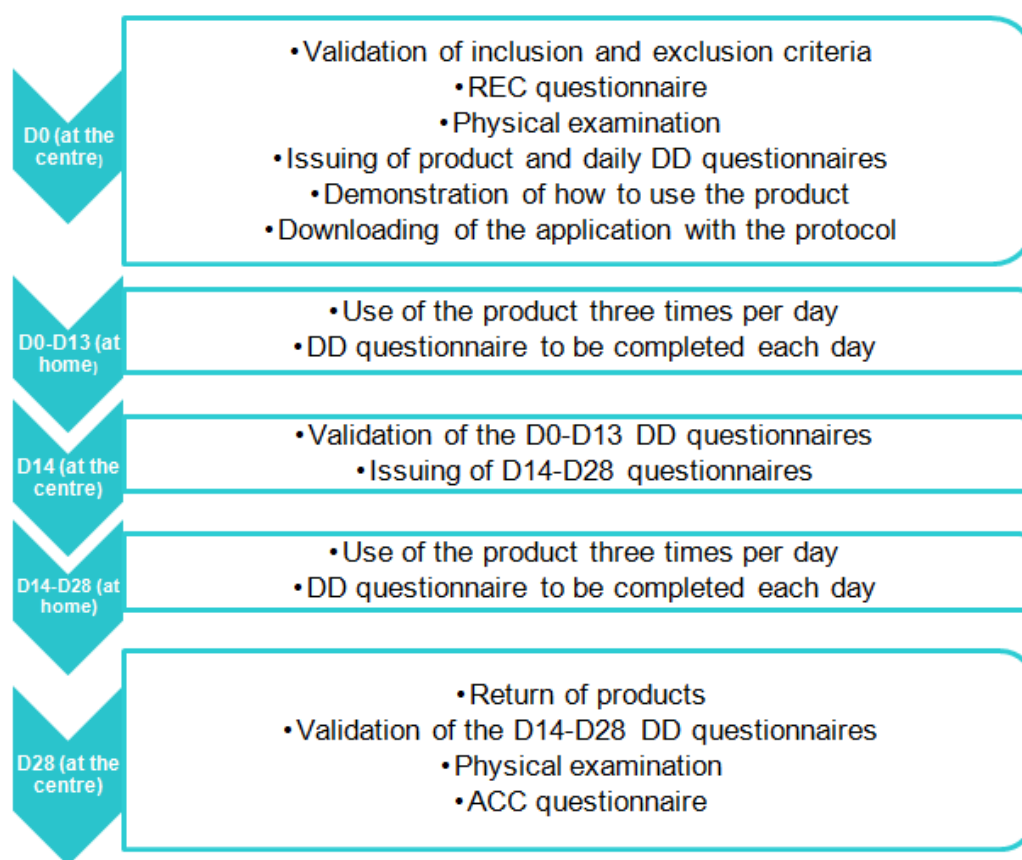 D0 (at the
centre)
•Validation of inclusion and exclusion criteria
•REC questionnaire
•Physical examination
•Issuing of product and daily DD questionnaires
•Demonstration of how to use the product
•Downloading of the application with the protocol
D0-D13 (at
home)
•Use of the product three times per day
•DD questionnaire to be completed each day
D14 (at the
centre)
•Validation of the D0-D13 DD questionnaires
•Issuing of D14-D28 questionnaires
D14-D28 (at
home)
•Use of the product three times per day
•DD questionnaire to be completed each day
D28 (at the
centre)
•Return of products
•Validation of the D14-D28 DD questionnaires
•Physical examination
•ACC questionnaire